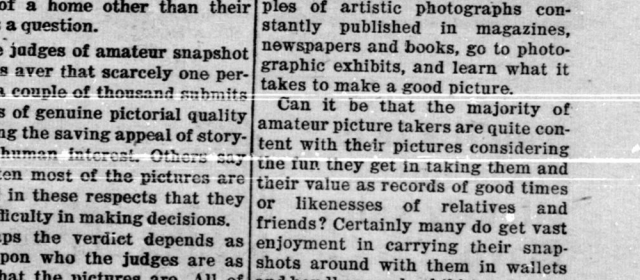 of a home other than their
a question.
judges of amateur snapshot
aver that scarcely one per-
a couple of thousand submits
of genuine pictorial quality
the saving appeal of story-
human interest. Others say
most of the pictures are
in these respects that they
in making decisions.
the verdict depends as
who the judges are as
the pictures are. All of
ples of artistic photographs con-
stantly published in magazines,
newspapers and books, go to photo-
graphic exhibits, and learn what it
takes to make a good picture.
Can it be that the majority of
amateur picture takers are quite con-
tent with their pictures considering
the fun they get in taking them and
their value as records of good times
or likenesses of relatives and
friends? Certainly many do get vast
enjoyment in carrying their snap-
shots around with them in wallets